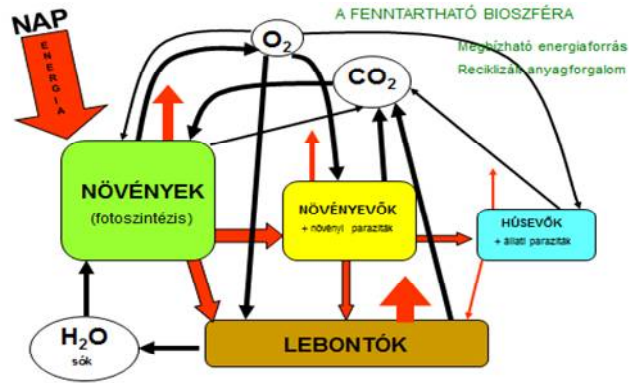 A FENNTARTHATÓ BIOSZFÉRA
NAP
ENERGIA
O2
Megbízható energiaforrás
CO2
Reciklizált anyagforgalom
NÖVÉNYEK
(fotoszintézis)
NÖVÉNYEVŐK
+ növényi paraziták
HÚSEVŐK
+ állati paraziták
H2O
sók
LEBONTÓK